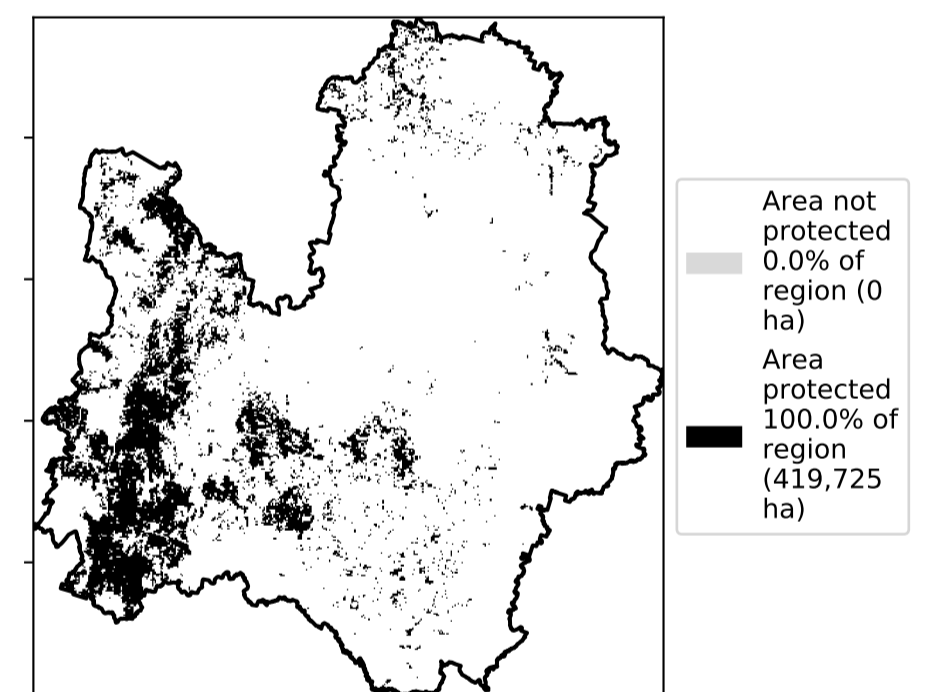 Area not
protected
0.0% of
region (0
ha)
Area
protected
100.0% of
region
(419,725
ha)